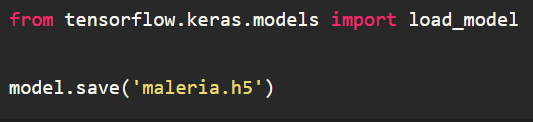 from tensorflow.keras.models import load_model
model.save('maleria.h5')